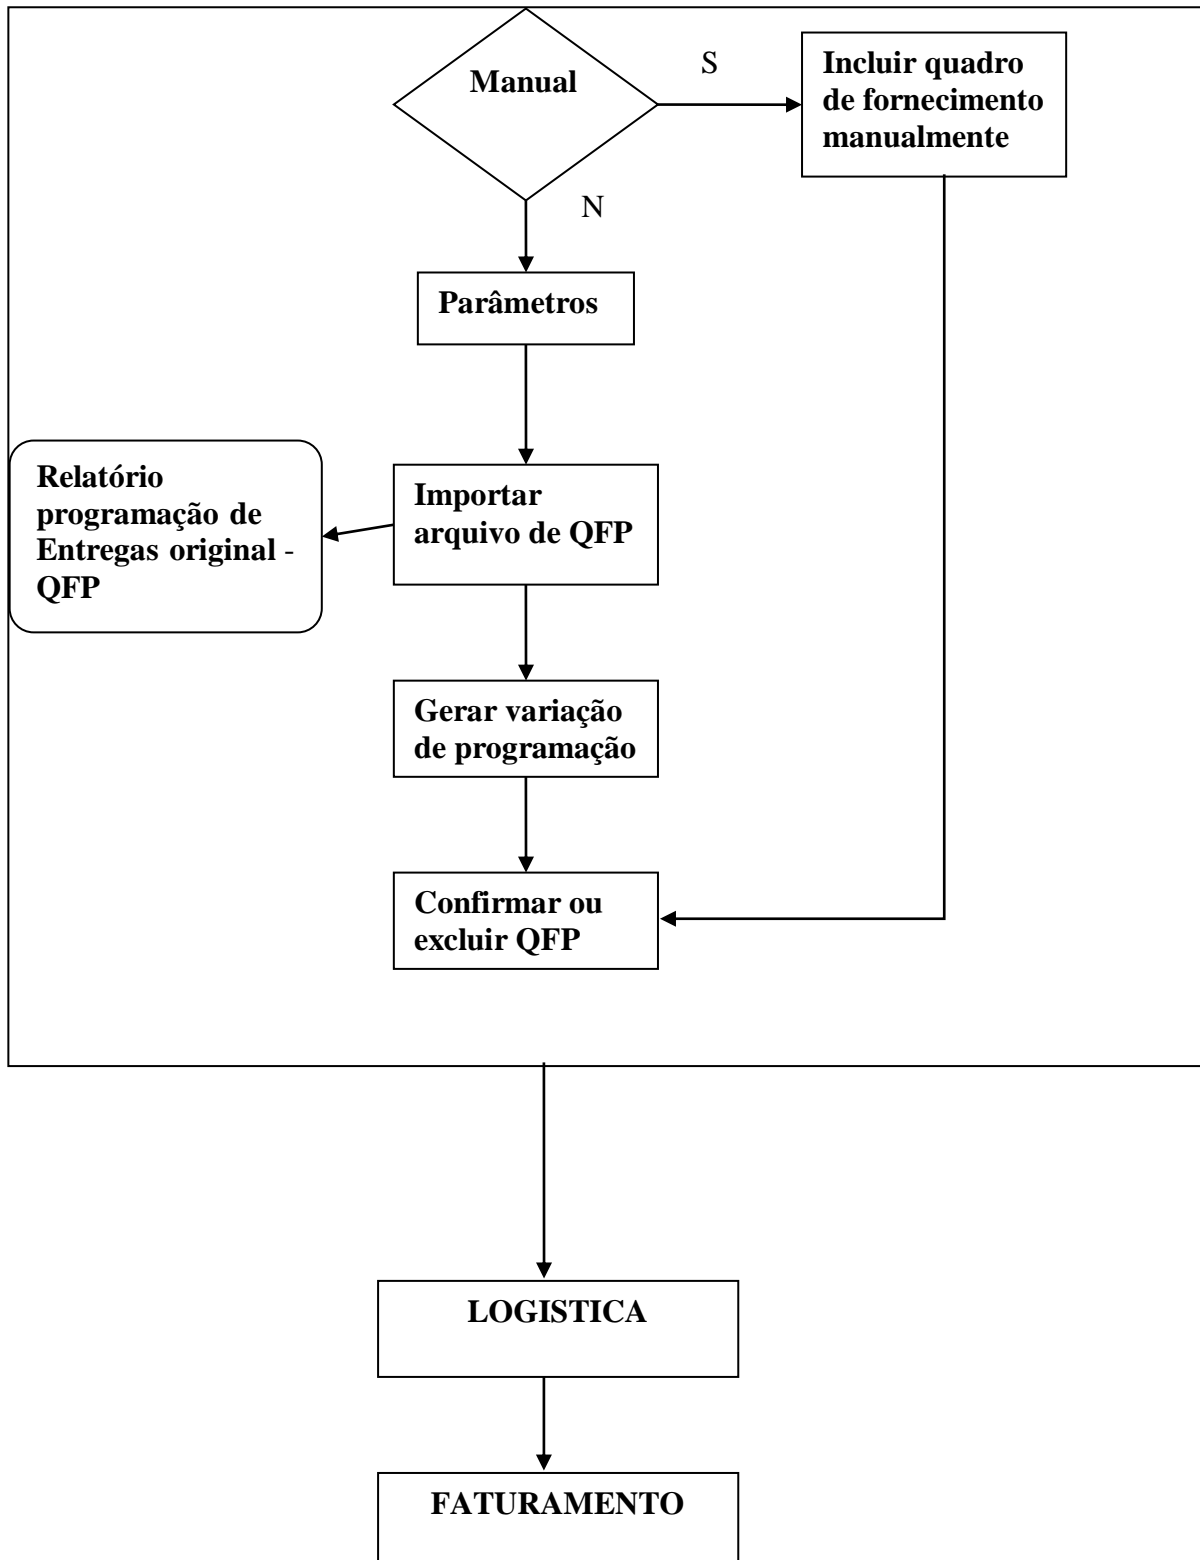 Manual
S
Incluir quadro
de fornecimento
manualmente
N
Parâmetros
Relatório
programação de
Entregas original -
QFP
Importar
arquivo de QFP
Gerar variação
de programação
Confirmar ou
excluir QFP
LOGISTICA
FATURAMENTO